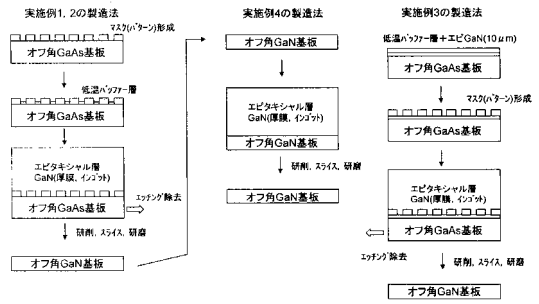 実施例1, 2の製造法
マスク(パターン)形成
オフ角GaAs基板
低温バッファー層
オフ角GaAs基板
エピタキシャル層
GaN(厚膜, インゴット)
オフ角GaAs基板
エッチング除去
研削, スライス, 研磨
オフ角GaN基板
実施例4の製造法
オフ角GaN基板
エピタキシャル層
GaN(厚膜, インゴット)
オフ角GaN基板
研削, スライス, 研磨
オフ角GaN基板
実施例3の製造法
低温バッファー層+エピGaN(10μm)
オフ角GaAs基板
マスク(パターン)形成
オフ角GaAs基板
エピタキシャル層
GaN(厚膜, インゴット)
オフ角GaAs基板
エッチング除去
研削, スライス, 研磨
オフ角GaN基板